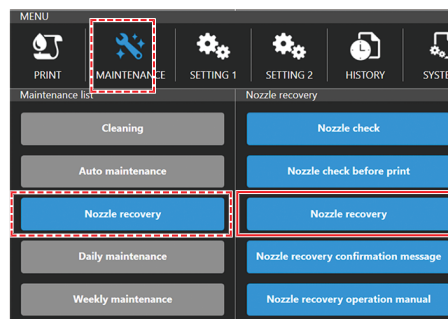 MENU
PRINT
MAINTENANCE
SETTING 1
SETTING 2
HISTORY
SYSTE
Maintenance list
Nozzle recovery
Cleaning
Nozzle check
Auto maintenance
Nozzle check before print
Nozzle recovery
Nozzle recovery
Daily maintenance
Nozzle recovery confirmation message
Weekly maintenance
Nozzle recovery operation manual